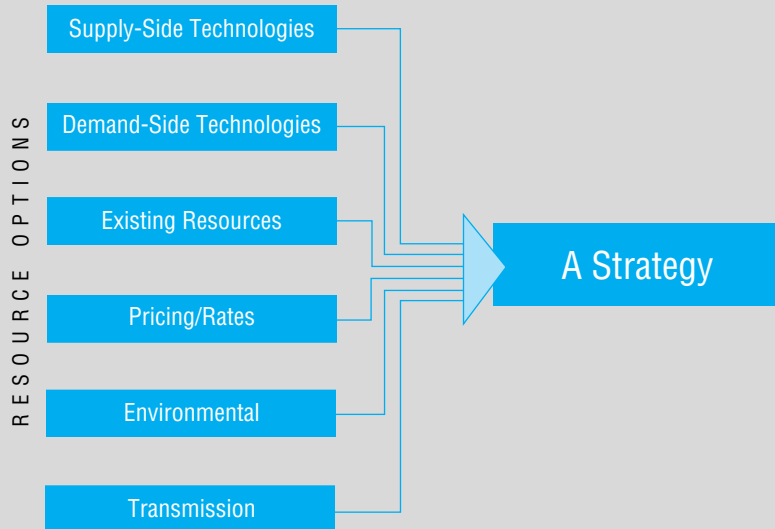 RESOURCE OPTIONS
Supply-Side Technologies
Demand-Side Technologies
Existing Resources
Pricing/Rates
Environmental
Transmission
A Strategy